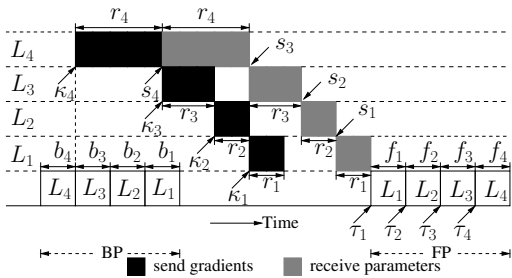 r₄ r₄
L₄ s₃
κ₄ s₄
L₃ s₂
κ₃ r₃ r₃
L₂ s₁
κ₂ r₂ r₂
L₁
b₄ b₃ b₂ b₁ κ₁ r₁ r₁ f₁ f₂ f₃ f₄
L₄ L₃ L₂ L₁ L₁ L₂ L₃ L₄
Time τ₁ τ₂ τ₃ τ₄
BP FP
send gradients receive parameters